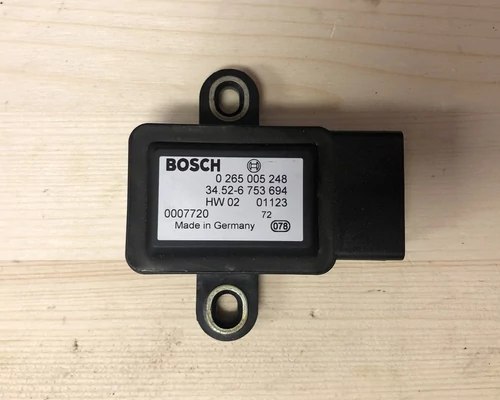 BOSCH
0 265 005 248
34.52-6 753 694
HW 02 01123
0007720 72
Made in Germany 078